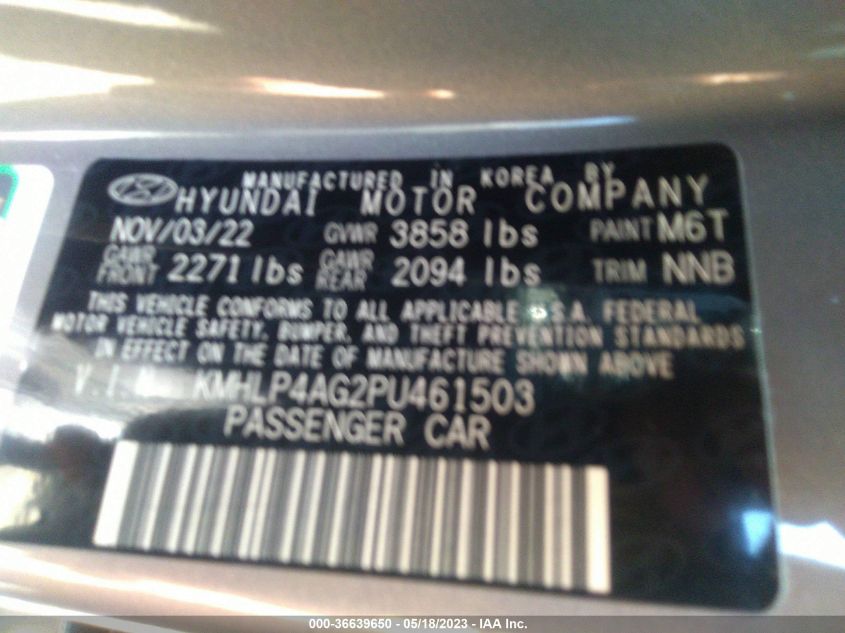 MANUFACTURED IN KOREA BY
HYUNDAI MOTOR COMPANY
NOV/03/22 GVWR 3858 lbs PAINT M6T
GAWR FRONT 2271 lbs GAWR REAR 2094 lbs TRIM NNB
THIS VEHICLE CONFORMS TO ALL APPLICABLE U.S.A. FEDERAL
MOTOR VEHICLE SAFETY, BUMPER, AND THEFT PREVENTION STANDARDS
IN EFFECT ON THE DATE OF MANUFACTURE SHOWN ABOVE
V.I.N. KMHLP4AG2PU461503
PASSENGER CAR
000-36639650 - 05/18/2023 - IAA Inc.